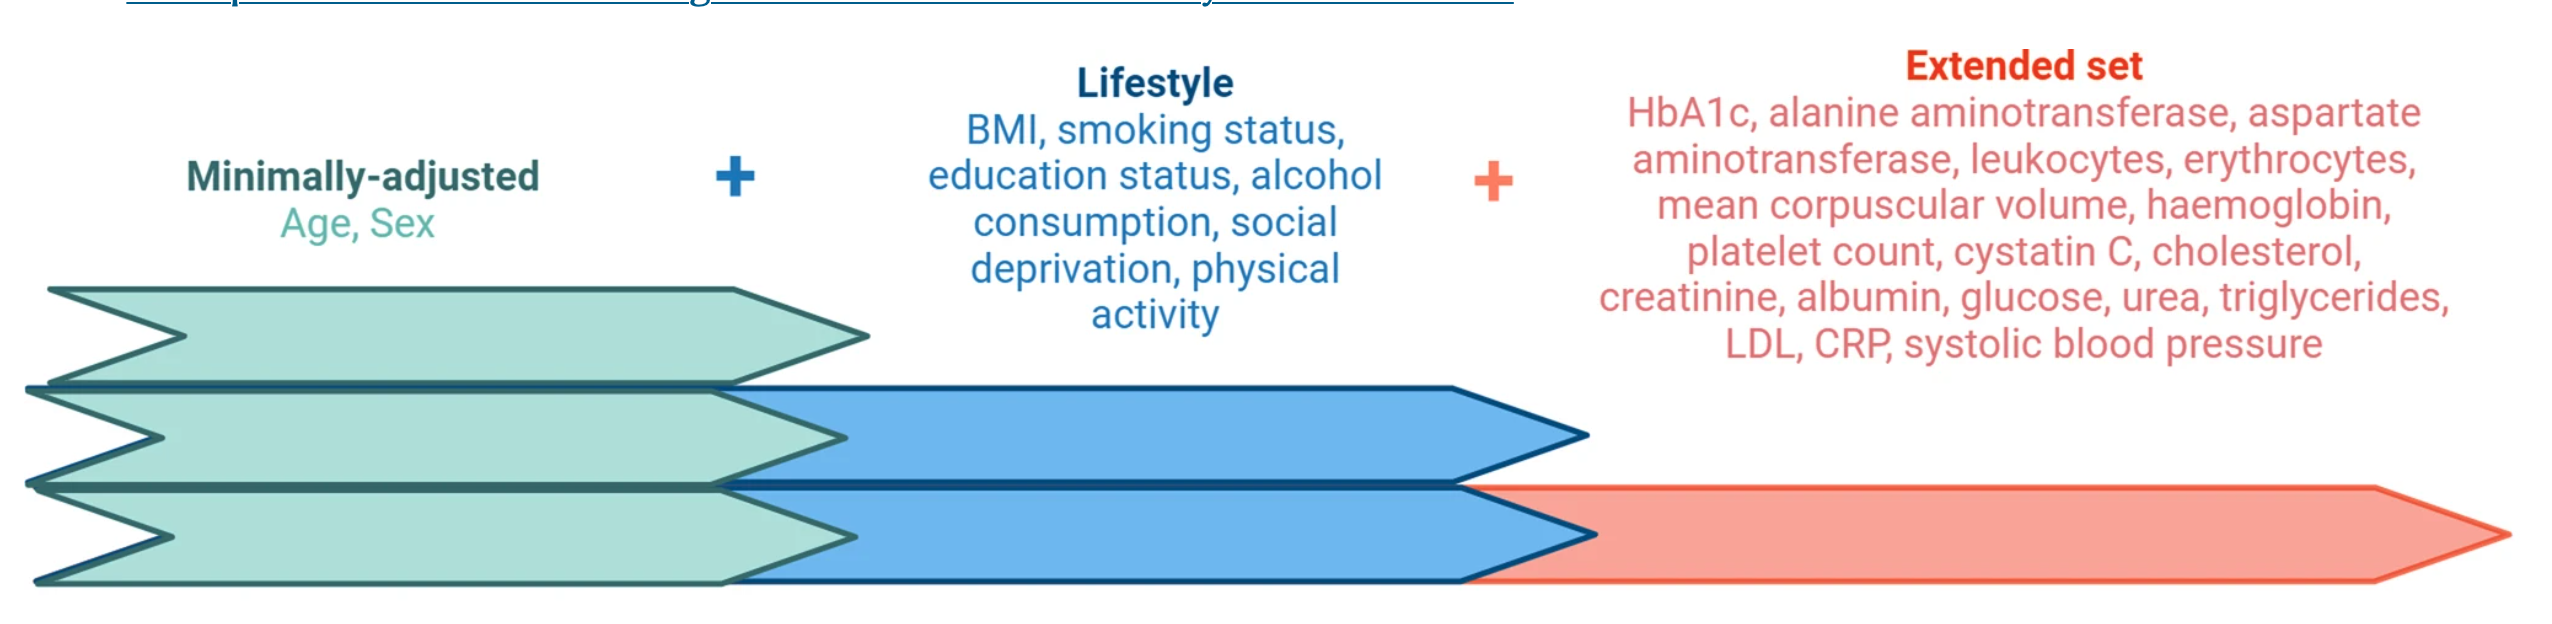 Minimally-adjusted
Age, Sex
+
Lifestyle
BMI, smoking status,
education status, alcohol
consumption, social
deprivation, physical
activity
+
Extended set
HbA1c, alanine aminotransferase, aspartate
aminotransferase, leukocytes, erythrocytes,
mean corpuscular volume, haemoglobin,
platelet count, cystatin C, cholesterol,
creatinine, albumin, glucose, urea, triglycerides,
LDL, CRP, systolic blood pressure